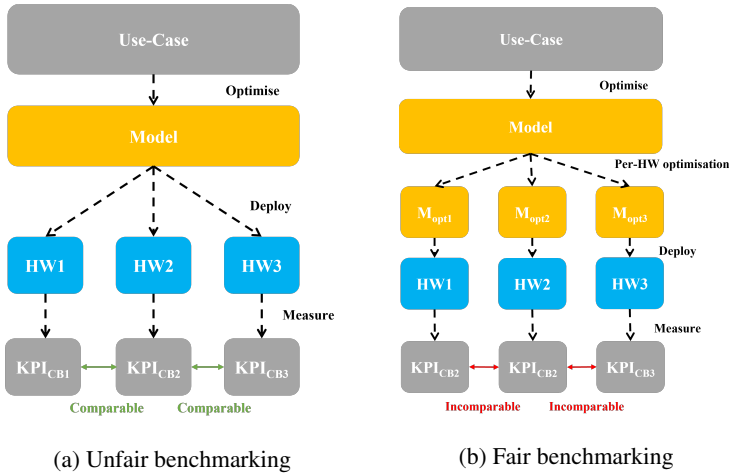 Use-Case
Optimise
Model
Deploy
HW1 HW2 HW3
Measure
KPI_CB1 KPI_CB2 KPI_CB3
Comparable Comparable
(a) Unfair benchmarking
Use-Case
Optimise
Model
Per-HW optimisation
M_opt1 M_opt2 M_opt3
Deploy
HW1 HW2 HW3
Measure
KPI_CB2 KPI_CB2 KPI_CB3
Incomparable Incomparable
(b) Fair benchmarking